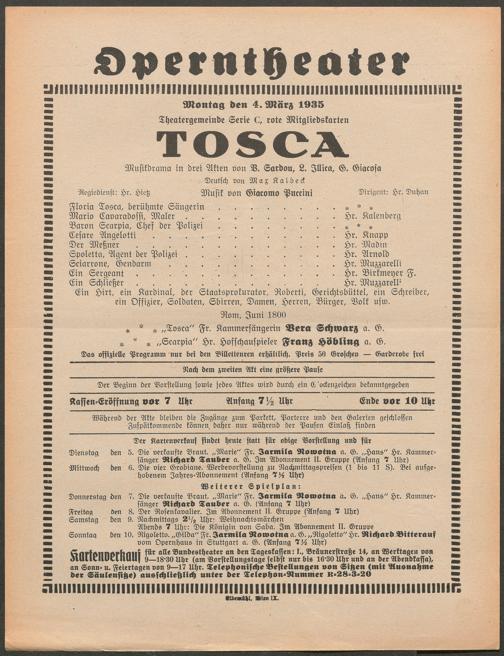 Operntheater
Montag den 4. März 1935
Theatergemeinde Serie C, rote Mitgliedskarten
TOSCA
Musikdrama in drei Akten von V. Sardou, L. Illica, G. Giacosa
Deutsch von Max Kalbeck
Regiedienst: Hr. Hietz Musik von Giacomo Puccini Dirigent: Hr. Duhan
Floria Tosca, berühmte Sängerin . . . . . . . . . * * *
Mario Cavaradossi, Maler . . . . . . . . . . Hr. Kalenberg
Baron Scarpia, Chef der Polizei . . . . . . . . . * * *
Cesare Angelotti . . . . . . . . . . . Hr. Knapp
Der Meßner . . . . . . . . . . . . Hr. Madin
Spoletta, Agent der Polizei . . . . . . . . . Hr. Arnold
Sciarrone, Gendarm . . . . . . . . . . Hr. Muzzarelli
Ein Sergeant . . . . . . . . . . . . Hr. Birkmeyer F.
Ein Schließer . . . . . . . . . . . . Hr. Muzzarelli
Ein Hirt, ein Kardinal, der Staatsprokurator, Roberti, Gerichtsbüttel, ein Schreiber,
ein Offizier, Soldaten, Sbirren, Damen, Herren, Bürger, Volk usw.
Rom, Juni 1800
* * * „Tosca" Fr. Kammersängerin Vera Schwarz a. G.
* * * „Scarpia" Hr. Hofschauspieler Franz Höbling a. G.
Das offizielle Programm nur bei den Billetteuren erhältlich. Preis 50 Groschen — Garderobe frei
Nach dem zweiten Akt eine größere Pause
Der Beginn der Vorstellung sowie jedes Aktes wird durch ein Glockenzeichen bekanntgegeben
Kassen-Eröffnung vor 7 Uhr Anfang 7½ Uhr Ende vor 10 Uhr
Während der Akte bleiben die Zugänge zum Parkett, Parterre und den Galerien geschlossen
Zuspätkommende können daher nur während der Pausen Einlaß finden
Der Kartenverkauf findet heute statt für obige Vorstellung und für
Dienstag den 5. Die verkaufte Braut. „Marie" Fr. Jarmila Nowotna a. G. „Hans" Hr. Kammer-
sänger Richard Tauber a. G. Im Abonnement II. Gruppe (Anfang 7 Uhr)
Mittwoch den 6. Die vier Grobiane. Werbevorstellung zu Nachmittagspreisen (1 bis 11 S). Bei aufge-
hobenem Jahres-Abonnement (Anfang 7½ Uhr)
Weiterer Spielplan:
Donnerstag den 7. Die verkaufte Braut. „Marie" Fr. Jarmila Nowotna a. G. „Hans" Hr. Kammer-
sänger Richard Tauber a. G. (Anfang 7 Uhr)
Freitag den 8. Der Rosenkavalier. Im Abonnement II. Gruppe (Anfang 7 Uhr)
Samstag den 9. Nachmittags 2½ Uhr: Weihnachtsmärchen
Abends 7 Uhr: Die Königin von Saba. Im Abonnement II. Gruppe
Sonntag den 10. Rigoletto. „Gilda" Fr. Jarmila Nowotna a. G. „Rigoletto" Hr. Richard Bitterauf
vom Opernhaus in Stuttgart a. G. (Anfang 7½ Uhr)
Kartenverkauf für alle Bundestheater an den Tageskassen: I., Bräunerstraße 14, an Werktagen von
9—18·30 Uhr (am Vorstellungstage selbst nur bis 16·30 Uhr und an der Abendkassa),
an Sonn- u. Feiertagen von 9—17 Uhr. Telephonische Bestellungen von Sitzen (mit Ausnahme
der Säulensitze) ausschließlich unter der Telephon-Nummer R-28-3-20
Elbemühl, Wien IX.